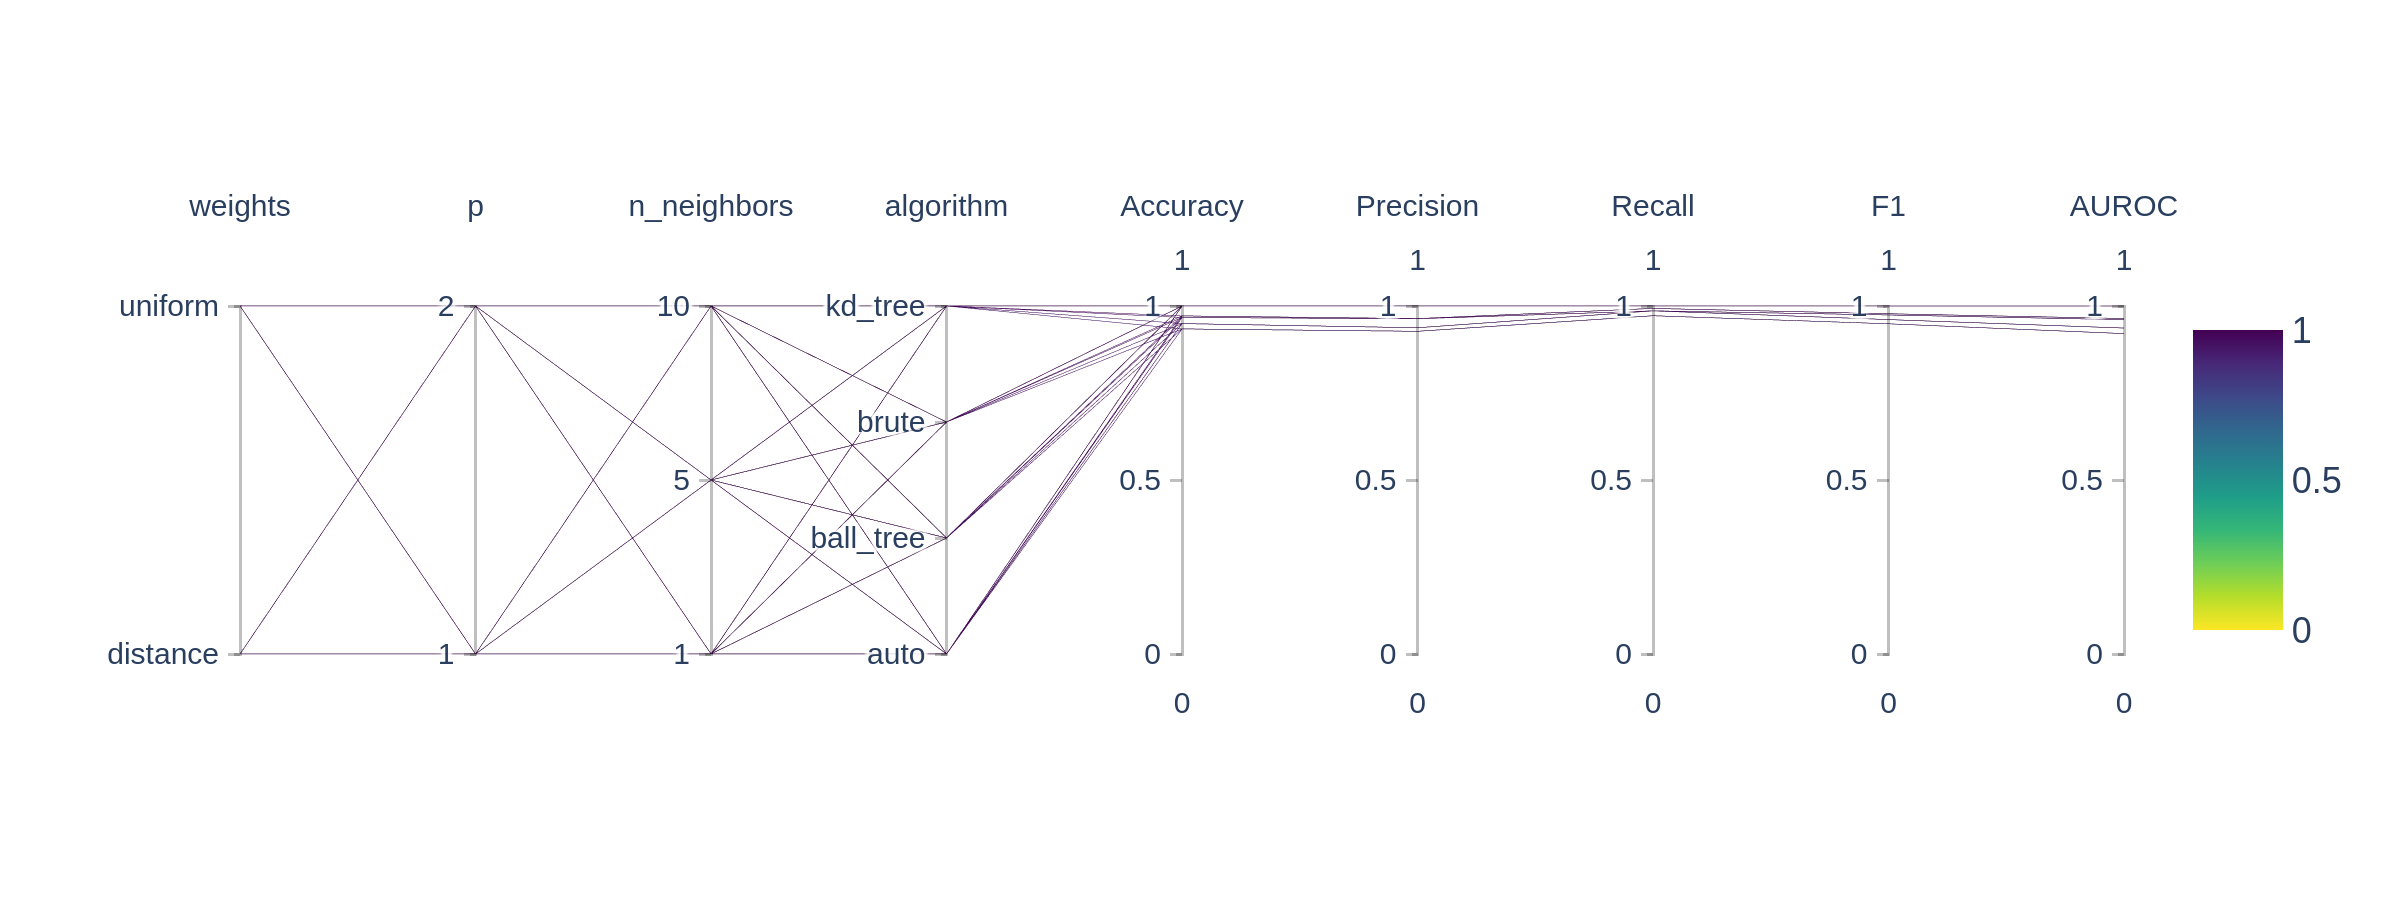 weights p n_neighbors algorithm Accuracy Precision Recall F1 AUROC
1 1 1 1 1
uniform 2 10 kd_tree 1 1 1 1 1
1
brute
5 0.5 0.5 0.5 0.5 0.5 0.5
ball_tree
0
distance 1 1 auto 0 0 0 0 0
0 0 0 0 0